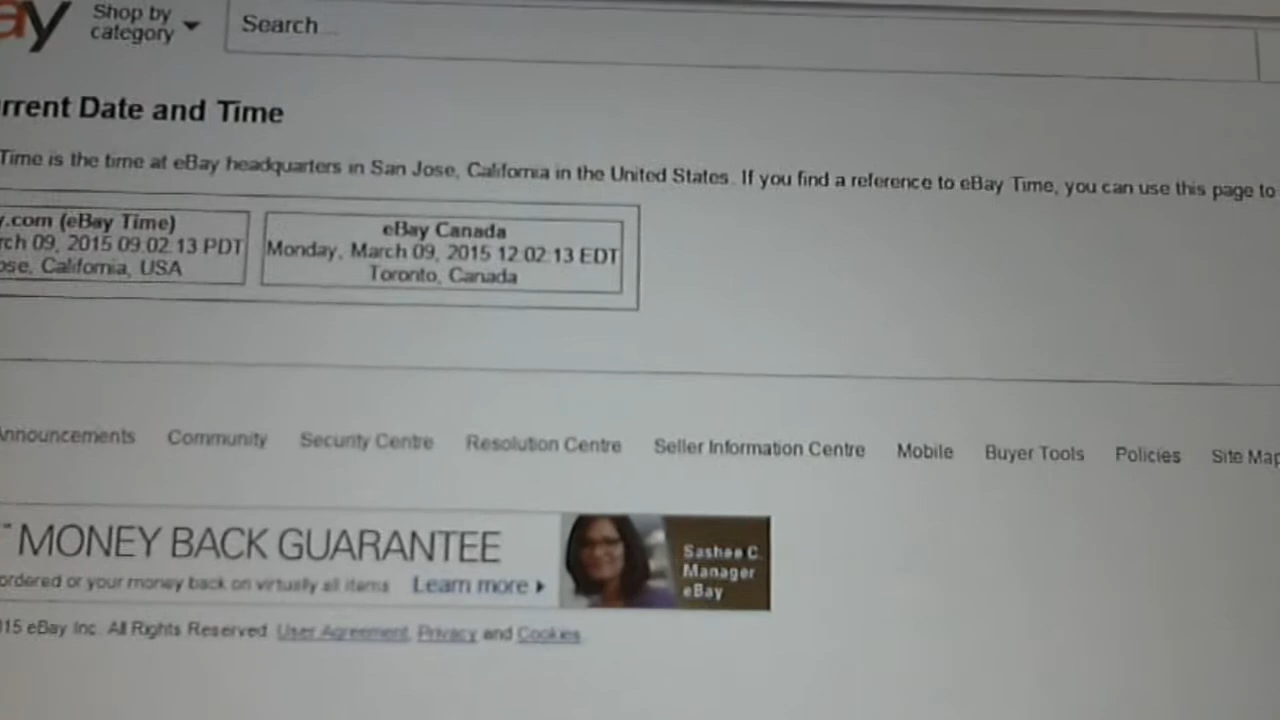 ay Shop by category Search...
rrent Date and Time
Time is the time at eBay headquarters in San Jose, California in the United States. If you find a reference to eBay Time, you can use this page to
y.com (eBay Time)
rch 09, 2015 09:02:13 PDT
ose, California, USA
eBay Canada
Monday, March 09, 2015 12:02:13 EDT
Toronto, Canada
Announcements Community Security Centre Resolution Centre Seller Information Centre Mobile Buyer Tools Policies Site Map
MONEY BACK GUARANTEE
ordered or your money back on virtually all items Learn more
Sashee C.
Manager
eBay
15 eBay Inc. All Rights Reserved. User Agreement, Privacy and Cookies